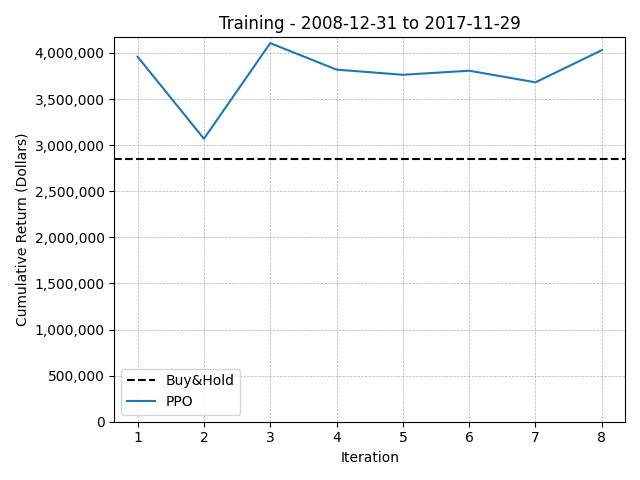 Training - 2008-12-31 to 2017-11-29
Cumulative Return (Dollars)
4,000,000
3,500,000
3,000,000
2,500,000
2,000,000
1,500,000
1,000,000
500,000
0
Buy&Hold
PPO
1 2 3 4 5 6 7 8
Iteration